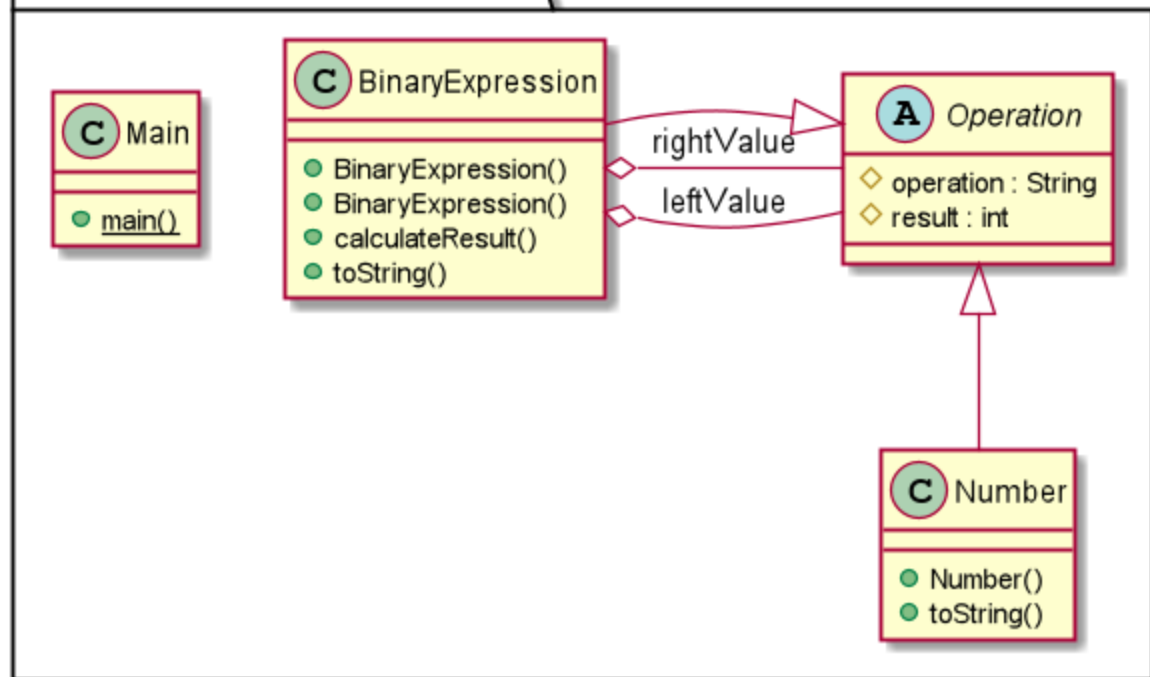 C Main
main()
C BinaryExpression
BinaryExpression()
BinaryExpression()
calculateResult()
toString()
rightValue
leftValue
A Operation
operation : String
result : int
C Number
Number()
toString()